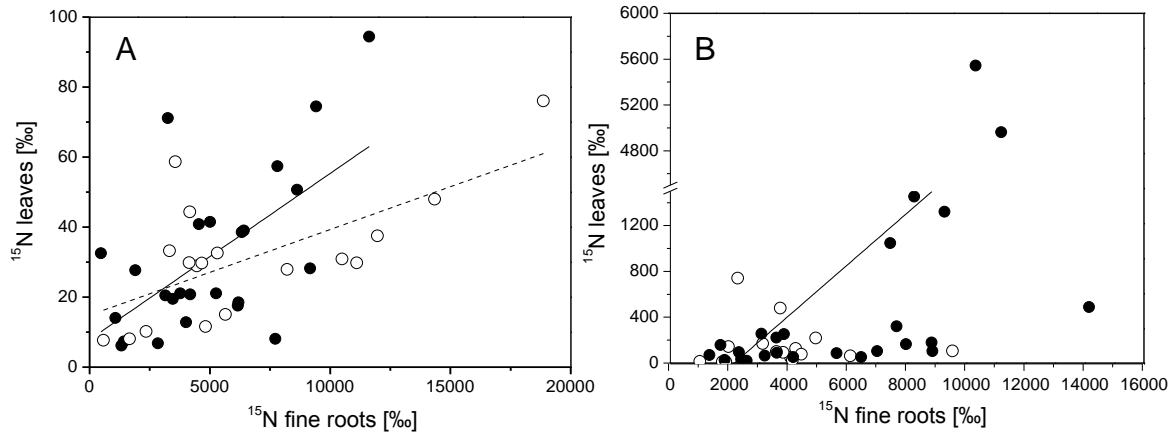 A
100
80
60
40
20
0
¹⁵N leaves [‰]
0 5000 10000 15000 20000
¹⁵N fine roots [‰]
B
6000
5600
5200
4800
1200
800
400
0
¹⁵N leaves [‰]
0 2000 4000 6000 8000 10000 12000 14000 16000
¹⁵N fine roots [‰]